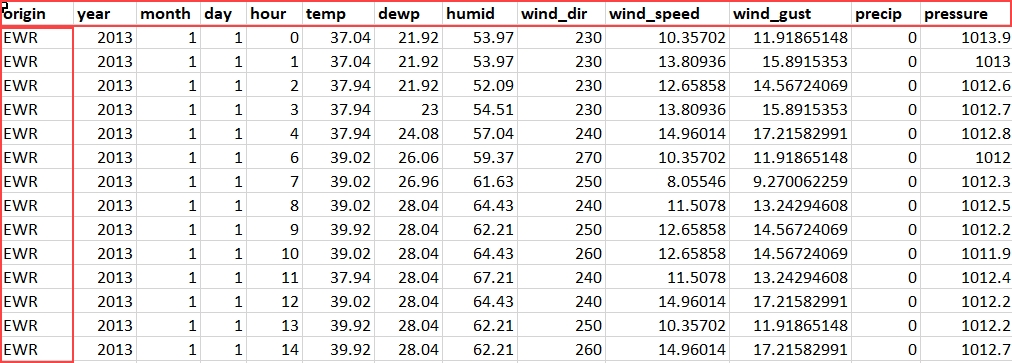 origin year month day hour temp dewp humid wind_dir wind_speed wind_gust precip pressure
EWR 2013 1 1 0 37.04 21.92 53.97 230 10.35702 11.91865148 0 1013.9
EWR 2013 1 1 1 37.04 21.92 53.97 230 13.80936 15.8915353 0 1013
EWR 2013 1 1 2 37.94 21.92 52.09 230 12.65858 14.56724069 0 1012.6
EWR 2013 1 1 3 37.94 23 54.51 230 13.80936 15.8915353 0 1012.7
EWR 2013 1 1 4 37.94 24.08 57.04 240 14.96014 17.21582991 0 1012.8
EWR 2013 1 1 6 39.02 26.06 59.37 270 10.35702 11.91865148 0 1012
EWR 2013 1 1 7 39.02 26.96 61.63 250 8.05546 9.270062259 0 1012.3
EWR 2013 1 1 8 39.02 28.04 64.43 240 11.5078 13.24294608 0 1012.5
EWR 2013 1 1 9 39.92 28.04 62.21 250 12.65858 14.56724069 0 1012.2
EWR 2013 1 1 10 39.02 28.04 64.43 260 12.65858 14.56724069 0 1011.9
EWR 2013 1 1 11 37.94 28.04 67.21 240 11.5078 13.24294608 0 1012.4
EWR 2013 1 1 12 39.02 28.04 64.43 240 14.96014 17.21582991 0 1012.2
EWR 2013 1 1 13 39.92 28.04 62.21 250 10.35702 11.91865148 0 1012.2
EWR 2013 1 1 14 39.92 28.04 62.21 260 14.96014 17.21582991 0 1012.7